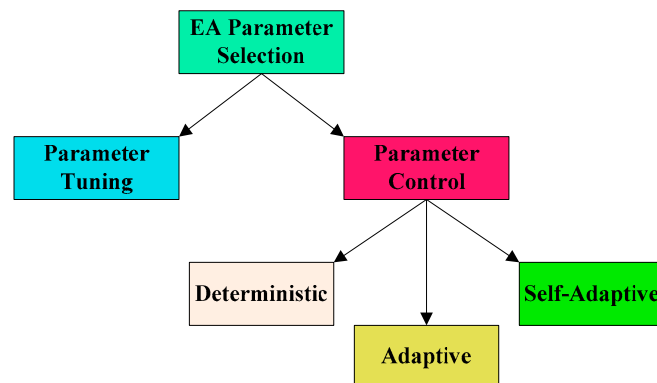 EA Parameter
Selection
Parameter
Tuning
Parameter
Control
Deterministic
Self-Adaptive
Adaptive